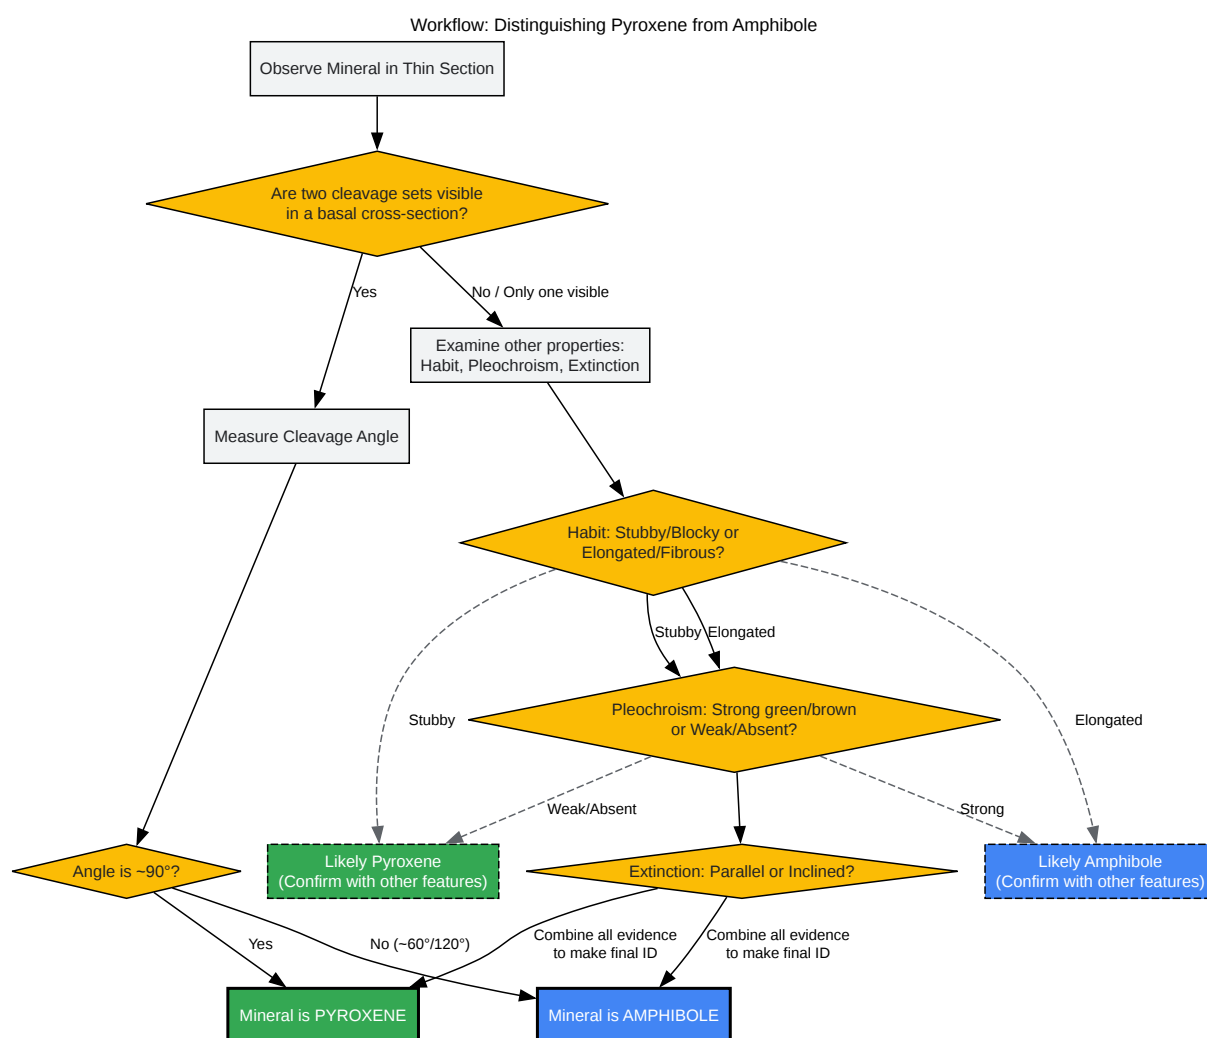 Workflow: Distinguishing Pyroxene from Amphibole
Observe Mineral in Thin Section
Are two cleavage sets visible
in a basal cross-section?
Yes
No / Only one visible
Examine other properties:
Habit, Pleochroism, Extinction
Measure Cleavage Angle
Habit: Stubby/Blocky or
Elongated/Fibrous?
Stubby
Elongated
Stubby
Elongated
Pleochroism: Strong green/brown
or Weak/Absent?
Weak/Absent
Strong
Angle is ~90°?
Likely Pyroxene
(Confirm with other features)
Extinction: Parallel or Inclined?
Likely Amphibole
(Confirm with other features)
Yes
No (~60°/120°)
Combine all evidence
to make final ID
Combine all evidence
to make final ID
Mineral is PYROXENE
Mineral is AMPHIBOLE